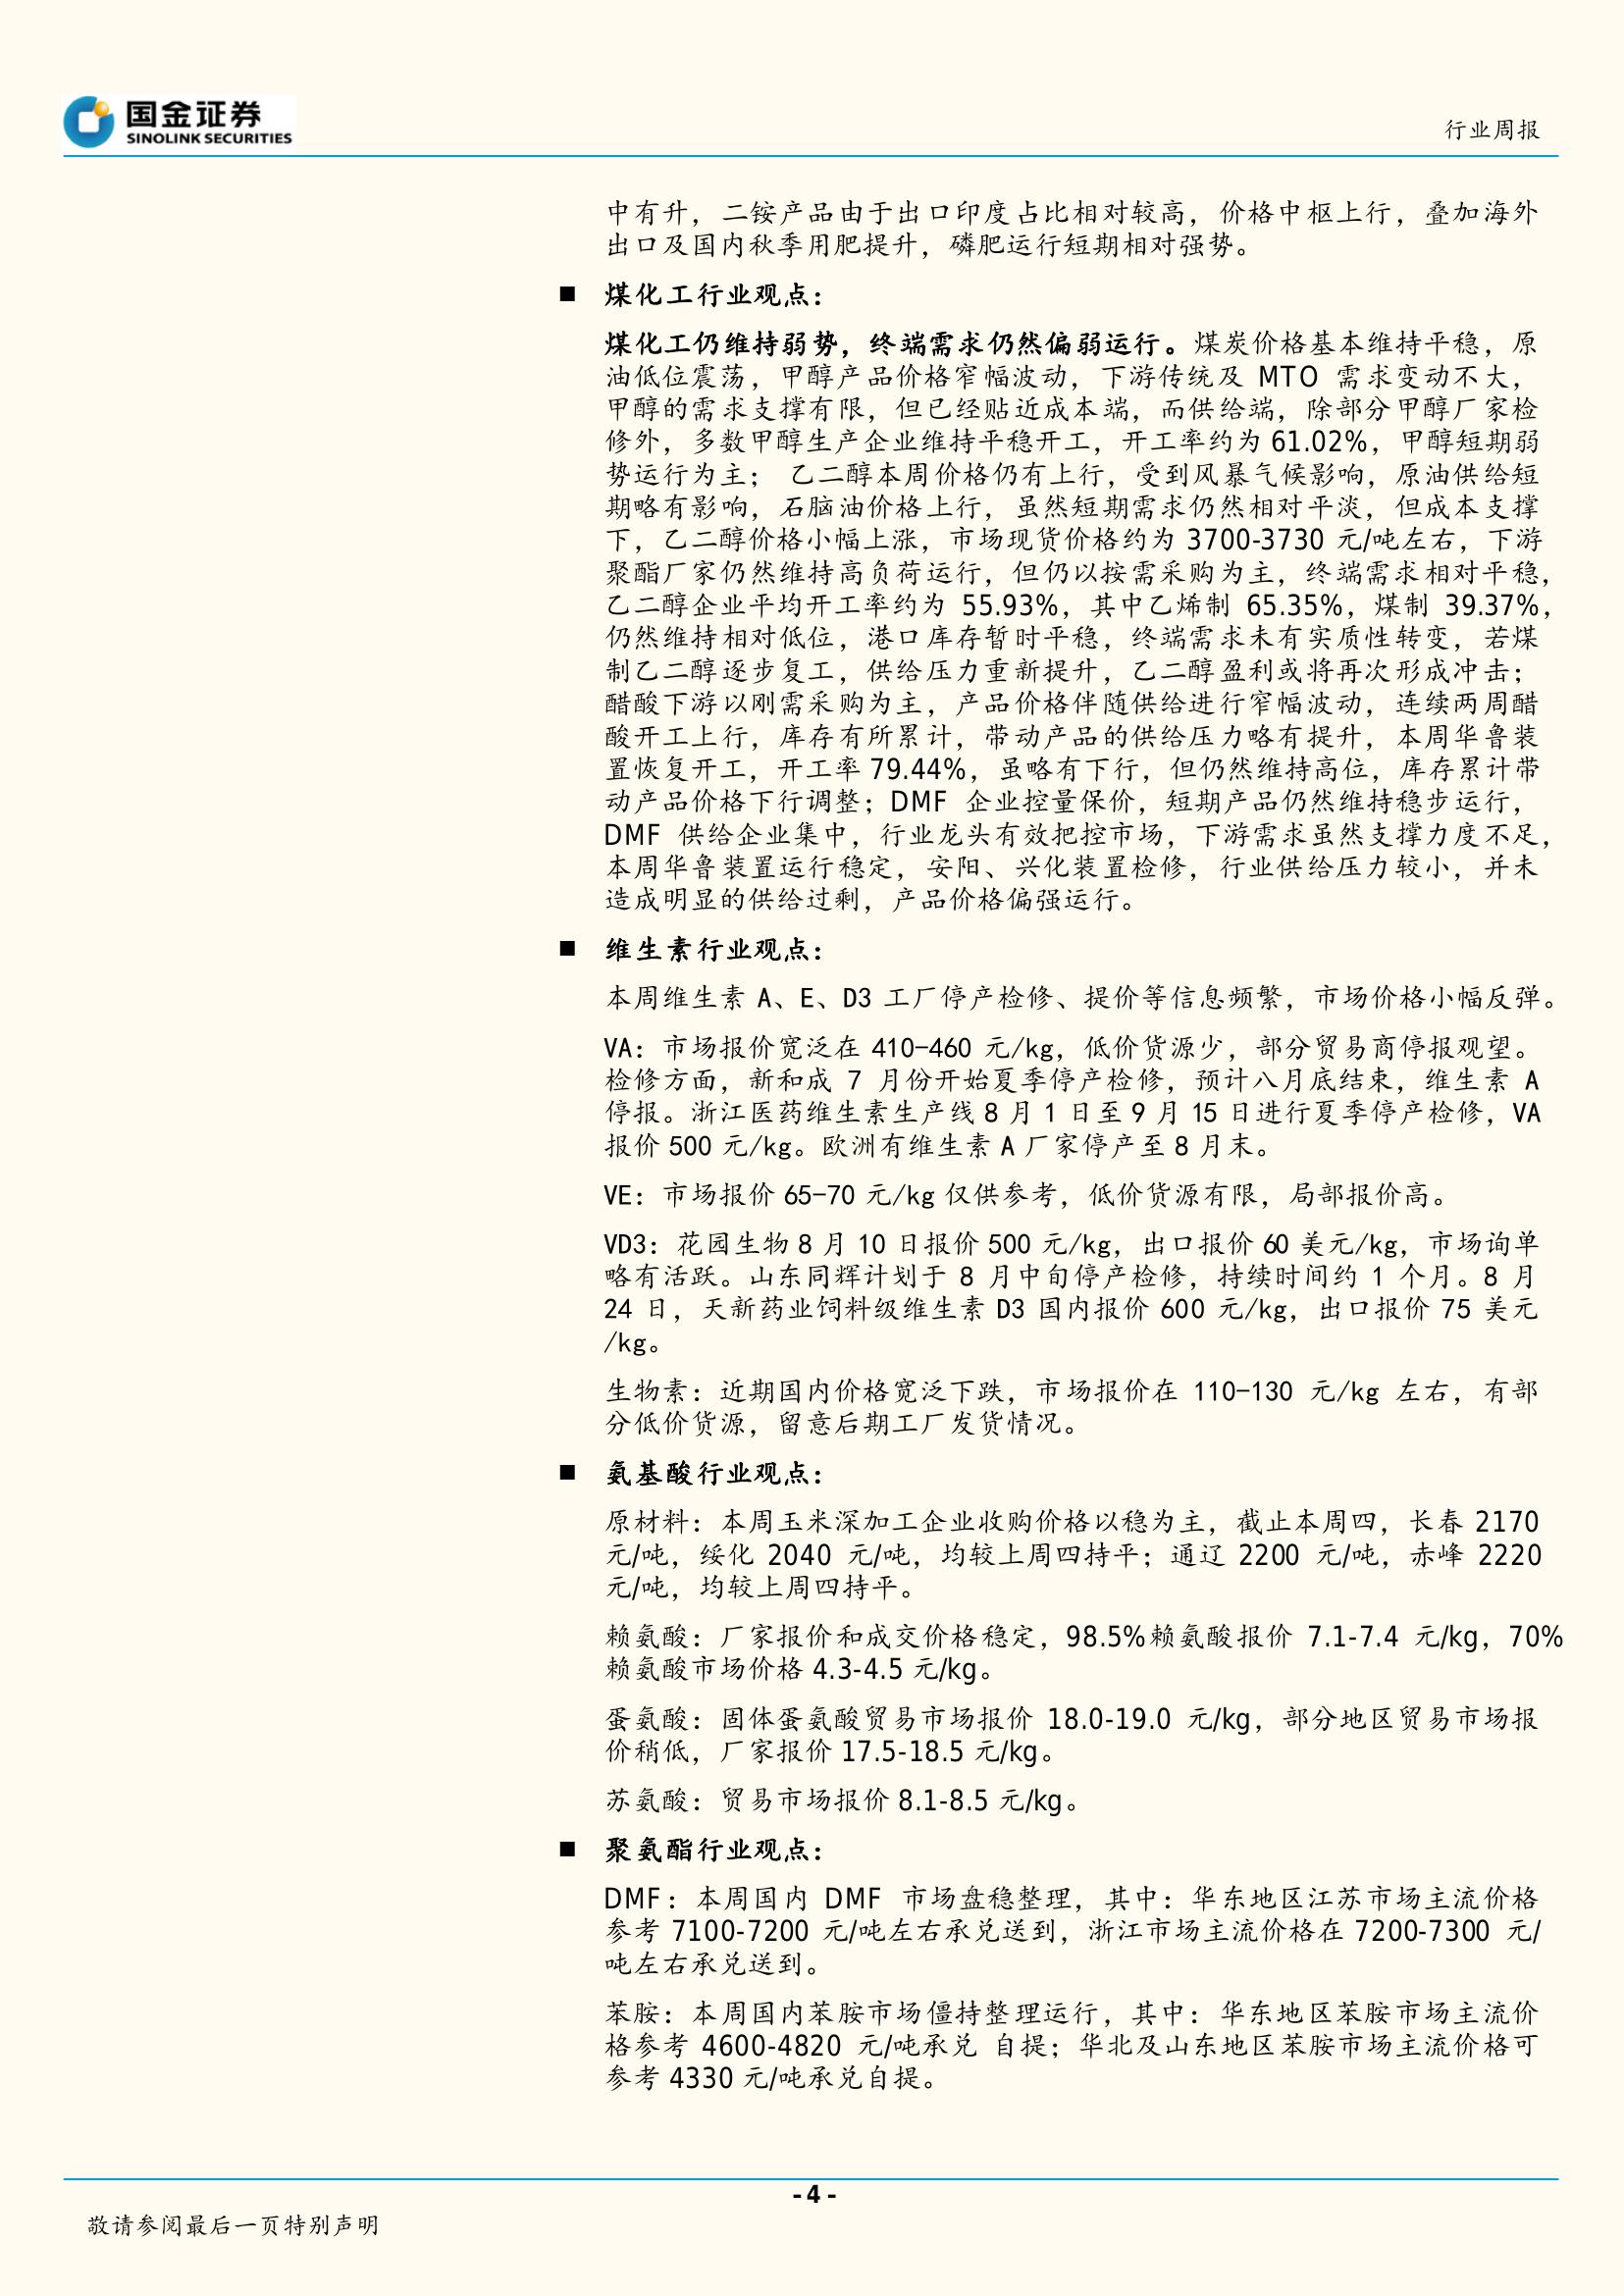 国金证券
SINOLINK SECURITIES
行业周报
中有升，二铵产品由于出口印度占比相对较高，价格中枢上行，叠加海外
出口及国内秋季用肥提升，磷肥运行短期相对强势。
■ 煤化工行业观点：
煤化工仍维持弱势，终端需求仍然偏弱运行。煤炭价格基本维持平稳，原
油低位震荡，甲醇产品价格窄幅波动，下游传统及 MTO 需求变动不大，
甲醇的需求支撑有限，但已经贴近成本端，而供给端，除部分甲醇厂家检
修外，多数甲醇生产企业维持平稳开工，开工率约为 61.02%，甲醇短期弱
势运行为主； 乙二醇本周价格仍有上行，受到风暴气候影响，原油供给短
期略有影响，石脑油价格上行，虽然短期需求仍然相对平淡，但成本支撑
下，乙二醇价格小幅上涨，市场现货价格约为 3700-3730 元/吨左右，下游
聚酯厂家仍然维持高负荷运行，但仍以按需采购为主，终端需求相对平稳，
乙二醇企业平均开工率约为 55.93%，其中乙烯制 65.35%，煤制 39.37%，
仍然维持相对低位，港口库存暂时平稳，终端需求未有实质性转变，若煤
制乙二醇逐步复工，供给压力重新提升，乙二醇盈利或将再次形成冲击；
醋酸下游以刚需采购为主，产品价格伴随供给进行窄幅波动，连续两周醋
酸开工上行，库存有所累计，带动产品的供给压力略有提升，本周华鲁装
置恢复开工，开工率 79.44%，虽略有下行，但仍然维持高位，库存累计带
动产品价格下行调整；DMF 企业控量保价，短期产品仍然维持稳步运行，
DMF 供给企业集中，行业龙头有效把控市场，下游需求虽然支撑力度不足，
本周华鲁装置运行稳定，安阳、兴化装置检修，行业供给压力较小，并未
造成明显的供给过剩，产品价格偏强运行。
■ 维生素行业观点：
本周维生素 A、E、D3 工厂停产检修、提价等信息频繁，市场价格小幅反弹。
VA：市场报价宽泛在 410-460 元/kg，低价货源少，部分贸易商停报观望。
检修方面，新和成 7 月份开始夏季停产检修，预计八月底结束，维生素 A
停报。浙江医药维生素生产线 8 月 1 日至 9 月 15 日进行夏季停产检修，VA
报价 500 元/kg。欧洲有维生素 A 厂家停产至 8 月末。
VE：市场报价 65-70 元/kg 仅供参考，低价货源有限，局部报价高。
VD3：花园生物 8 月 10 日报价 500 元/kg，出口报价 60 美元/kg，市场询单
略有活跃。山东同辉计划于 8 月中旬停产检修，持续时间约 1 个月。8 月
24 日，天新药业饲料级维生素 D3 国内报价 600 元/kg，出口报价 75 美元
/kg。
生物素：近期国内价格宽泛下跌，市场报价在 110-130 元/kg 左右，有部
分低价货源，留意后期工厂发货情况。
■ 氨基酸行业观点：
原材料：本周玉米深加工企业收购价格以稳为主，截止本周四，长春 2170
元/吨，绥化 2040 元/吨，均较上周四持平；通辽 2200 元/吨，赤峰 2220
元/吨，均较上周四持平。
赖氨酸：厂家报价和成交价格稳定，98.5%赖氨酸报价 7.1-7.4 元/kg，70%
赖氨酸市场价格 4.3-4.5 元/kg。
蛋氨酸：固体蛋氨酸贸易市场报价 18.0-19.0 元/kg，部分地区贸易市场报
价稍低，厂家报价 17.5-18.5 元/kg。
苏氨酸：贸易市场报价 8.1-8.5 元/kg。
■ 聚氨酯行业观点：
DMF：本周国内 DMF 市场盘稳整理，其中：华东地区江苏市场主流价格
参考 7100-7200 元/吨左右承兑送到，浙江市场主流价格在 7200-7300 元/
吨左右承兑送到。
苯胺：本周国内苯胺市场僵持整理运行，其中：华东地区苯胺市场主流价
格参考 4600-4820 元/吨承兑 自提；华北及山东地区苯胺市场主流价格可
参考 4330 元/吨承兑自提。
- 4 -
敬请参阅最后一页特别声明